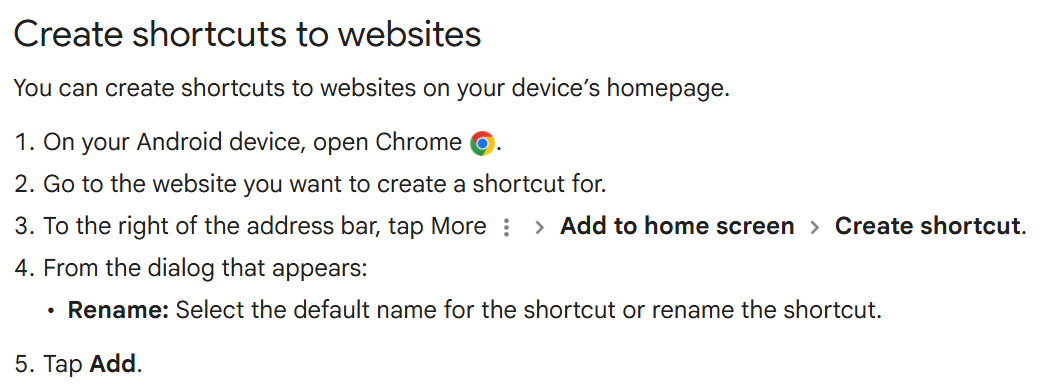 Create shortcuts to websites
You can create shortcuts to websites on your device’s homepage.
1. On your Android device, open Chrome .
2. Go to the website you want to create a shortcut for.
3. To the right of the address bar, tap More ⋮ > Add to home screen > Create shortcut.
4. From the dialog that appears:
• Rename: Select the default name for the shortcut or rename the shortcut.
5. Tap Add.